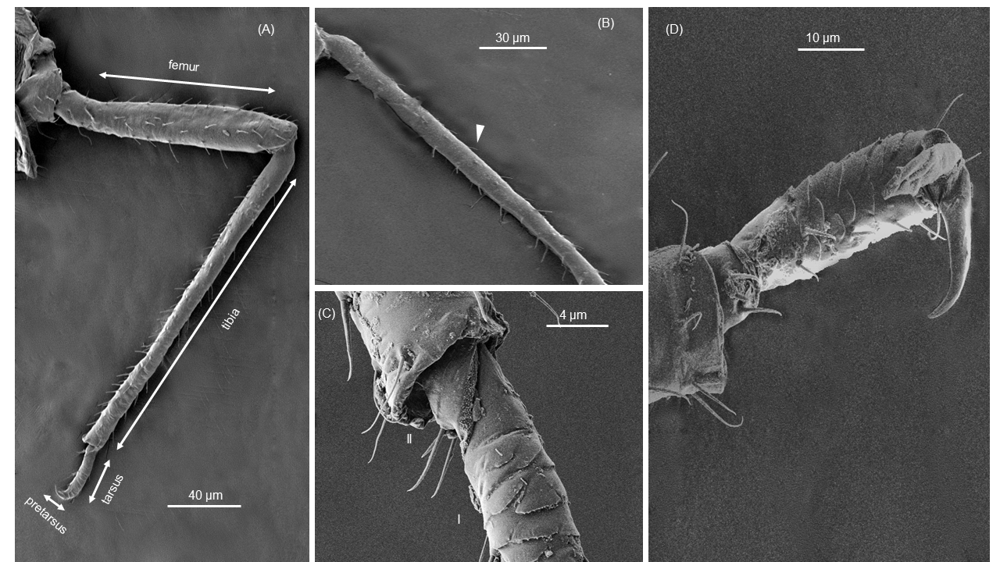 (A)
femur
tibia
tarsus
pretarsus
40 µm
(B)
30 µm
(C)
4 µm
II
I
(D)
10 µm